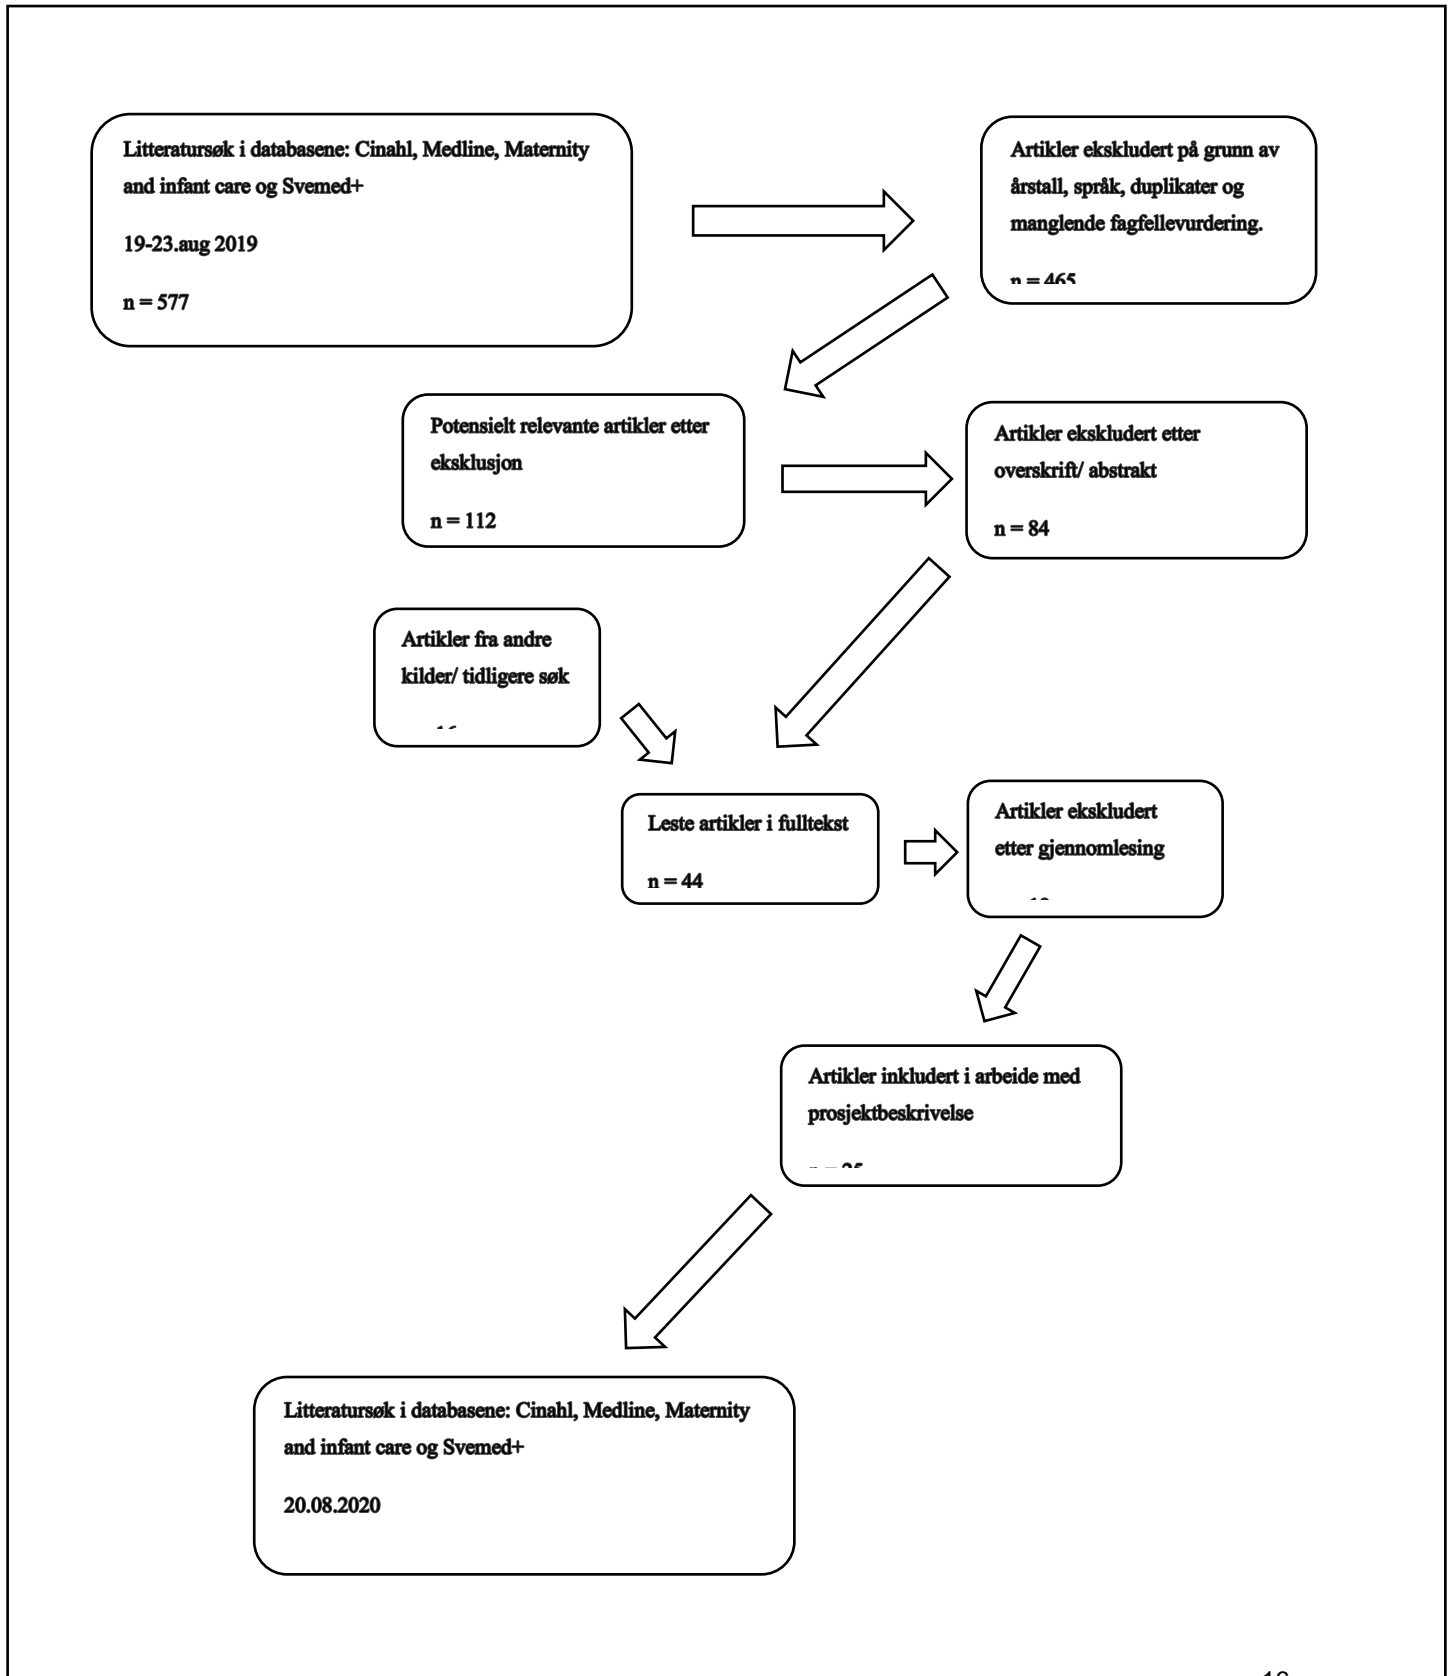 Litteratursøk i databasene: Cinahl, Medline, Maternity
and infant care og Svemed+
19-23.aug 2019
n = 577
Artikler ekskludert på grunn av
årstall, språk, duplikater og
manglende fagfellevurdering.
n = 465
Potensielt relevante artikler etter
eksklusjon
n = 112
Artikler ekskludert etter
overskrift/ abstrakt
n = 84
Artikler fra andre
kilder/ tidligere søk
Leste artikler i fulltekst
n = 44
Artikler ekskludert
etter gjennomlesing
Artikler inkludert i arbeide med
prosjektbeskrivelse
Litteratursøk i databasene: Cinahl, Medline, Maternity
and infant care og Svemed+
20.08.2020